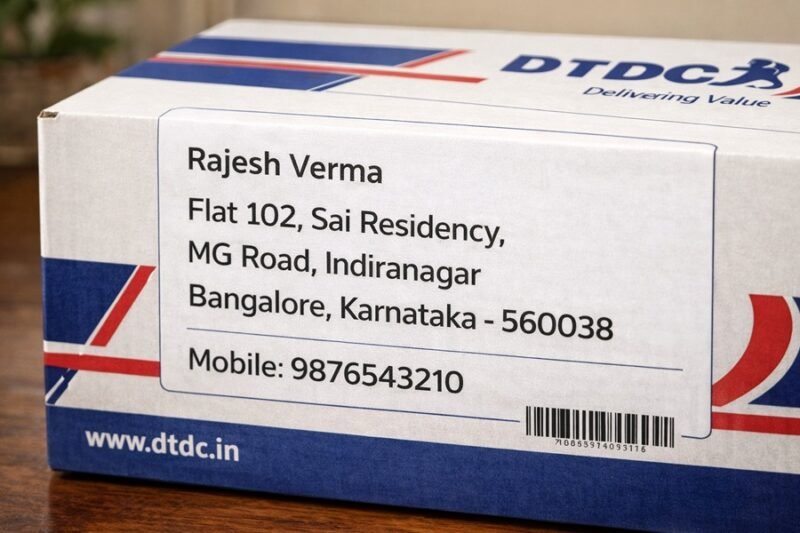 DTDC
Delivering Value
Rajesh Verma
Flat 102, Sai Residency,
MG Road, Indiranagar
Bangalore, Karnataka - 560038
Mobile: 9876543210
710855914093116
www.dtdc.in